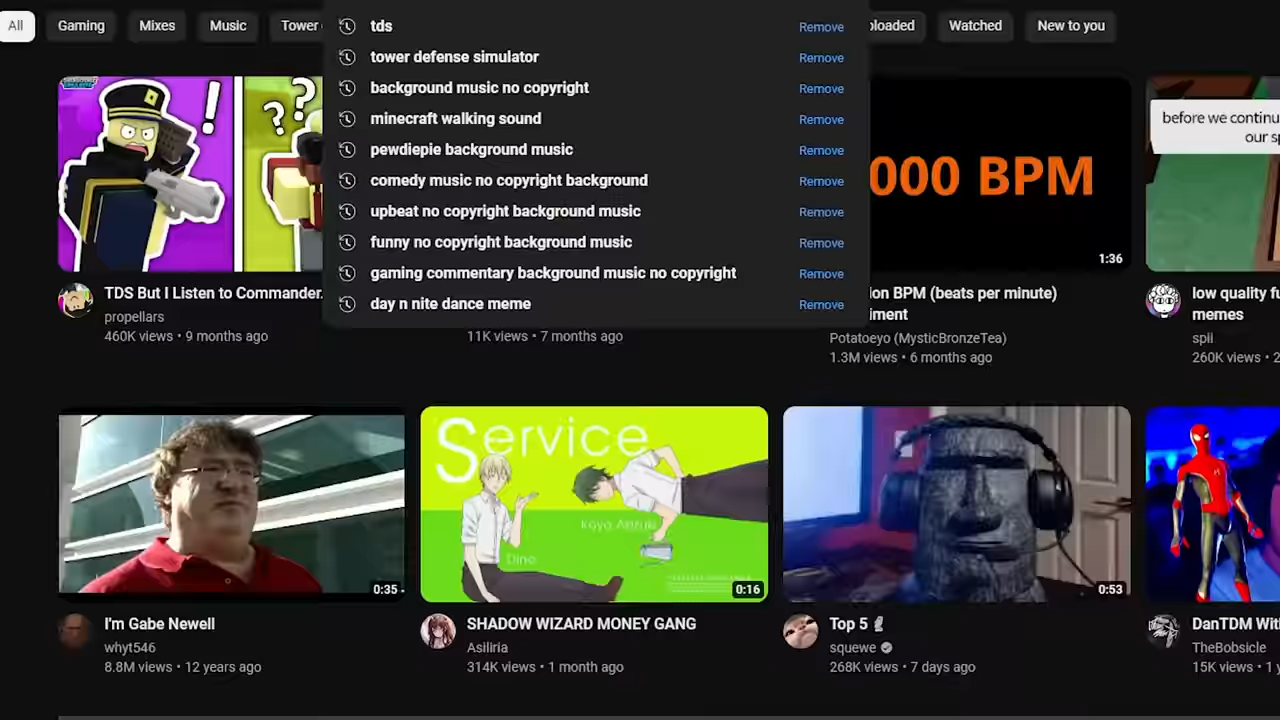 All
Gaming
Mixes
Music
Tower
loaded
Watched
New to you
tds
Remove
tower defense simulator
Remove
background music no copyright
Remove
minecraft walking sound
Remove
pewdiepie background music
Remove
comedy music no copyright background
Remove
upbeat no copyright background music
Remove
funny no copyright background music
Remove
gaming commentary background music no copyright
Remove
day n nite dance meme
Remove
!
??
000 BPM
1:36
before we continu
our sp
TDS But I Listen to Commander.
propellars
460K views • 9 months ago
11K views • 7 months ago
on BPM (beats per minute)
iment
Potatoeyo (MysticBronzeTea)
1.3M views • 6 months ago
low quality fu
memes
spii
260K views • 2
0:35
Service
Dino
0:16
0:53
I'm Gabe Newell
whyt546
8.8M views • 12 years ago
SHADOW WIZARD MONEY GANG
Asiliria
314K views • 1 month ago
Top 5 🗿
squewe
268K views • 7 days ago
DanTDM Wit
TheBobsicle
15K views • 1 y